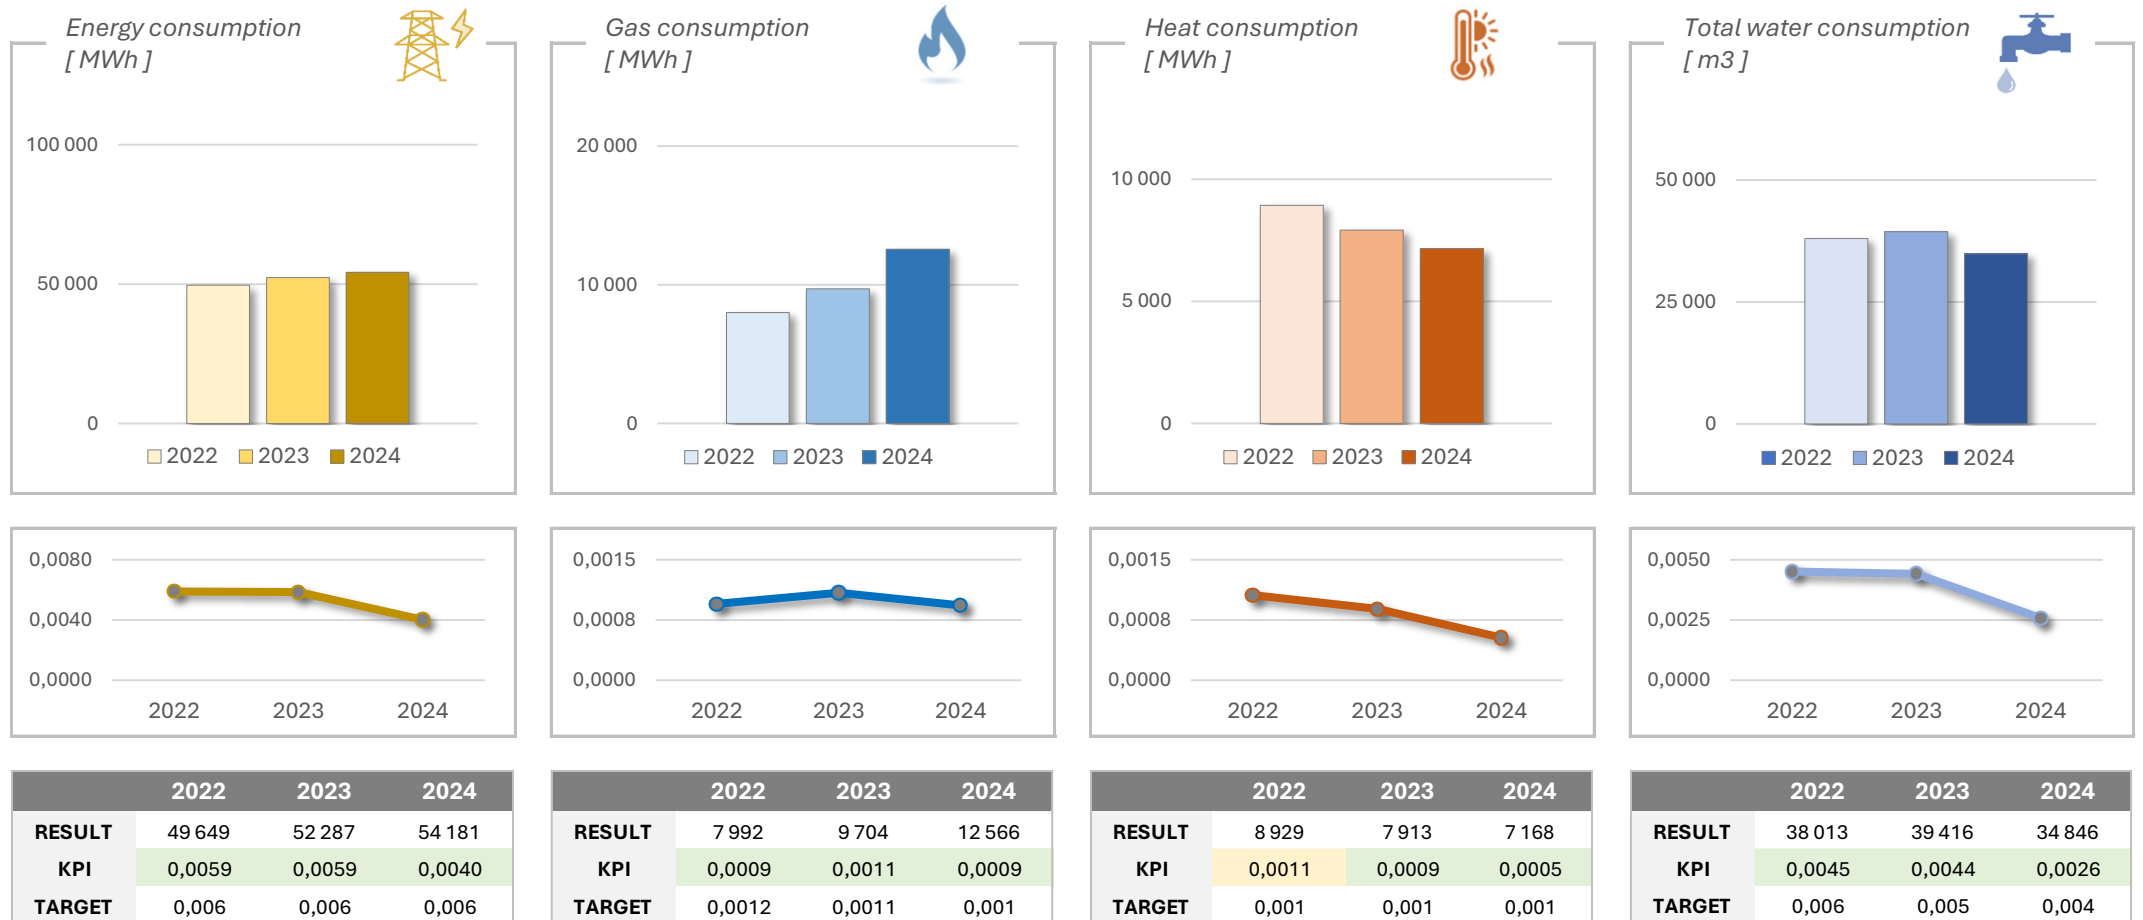 Energy consumption
[ MWh ]
100 000
50 000
0
2022 2023 2024
Gas consumption
[ MWh ]
20 000
10 000
0
2022 2023 2024
Heat consumption
[ MWh ]
10 000
5 000
0
2022 2023 2024
Total water consumption
[ m3 ]
50 000
25 000
0
2022 2023 2024
0,0080
0,0040
0,0000
2022 2023 2024
0,0015
0,0008
0,0000
2022 2023 2024
0,0015
0,0008
0,0000
2022 2023 2024
0,0050
0,0025
0,0000
2022 2023 2024
2022 2023 2024
RESULT 49 649 52 287 54 181
KPI 0,0059 0,0059 0,0040
TARGET 0,006 0,006 0,006
2022 2023 2024
RESULT 7 992 9 704 12 566
KPI 0,0009 0,0011 0,0009
TARGET 0,0012 0,0011 0,001
2022 2023 2024
RESULT 8 929 7 913 7 168
KPI 0,0011 0,0009 0,0005
TARGET 0,001 0,001 0,001
2022 2023 2024
RESULT 38 013 39 416 34 846
KPI 0,0045 0,0044 0,0026
TARGET 0,006 0,005 0,004